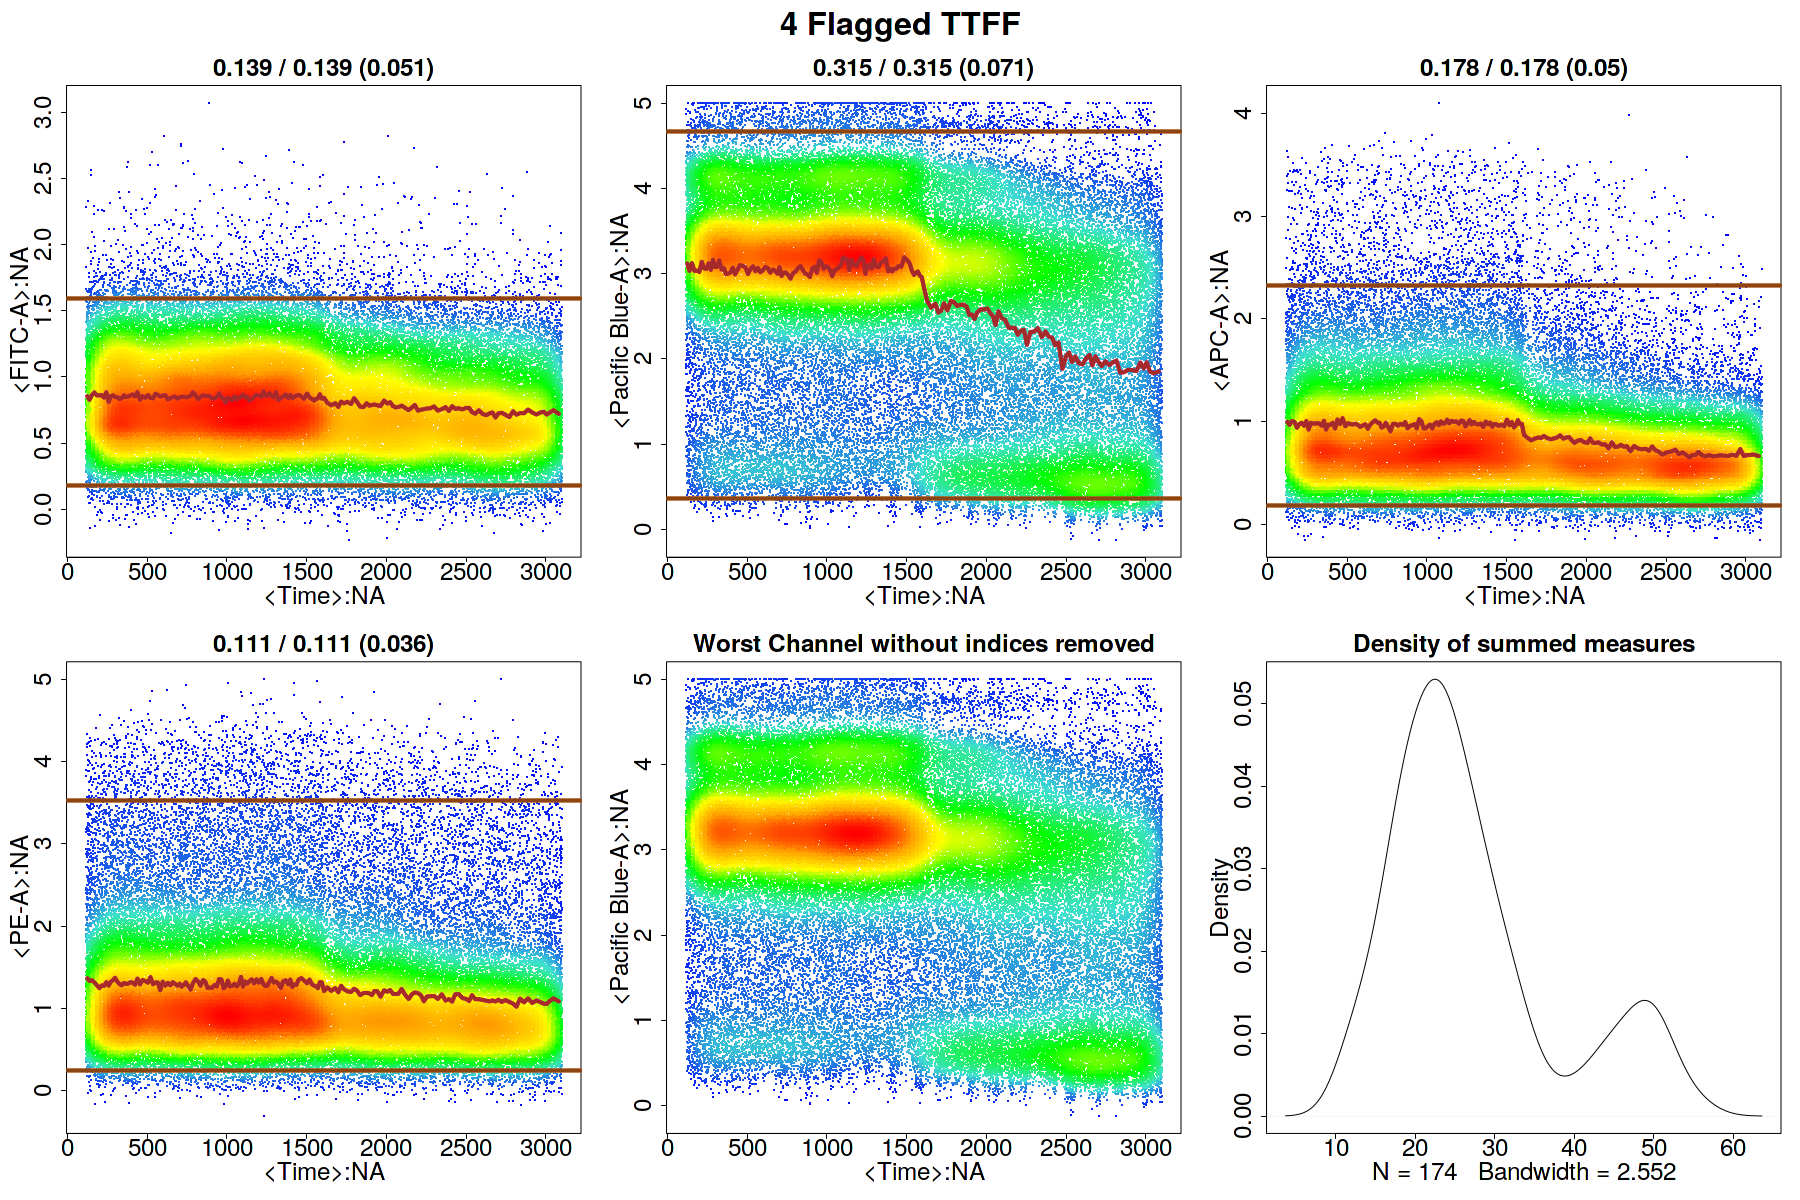 4 Flagged TTFF
0.139 / 0.139 (0.051)
<FITC-A>:NA
0.0 0.5 1.0 1.5 2.0 2.5 3.0
0 500 1000 1500 2000 2500 3000
<Time>:NA
0.315 / 0.315 (0.071)
<Pacific Blue-A>:NA
0 1 2 3 4 5
0 500 1000 1500 2000 2500 3000
<Time>:NA
0.178 / 0.178 (0.05)
<APC-A>:NA
0 1 2 3 4
0 500 1000 1500 2000 2500 3000
<Time>:NA
0.111 / 0.111 (0.036)
<PE-A>:NA
0 1 2 3 4 5
0 500 1000 1500 2000 2500 3000
<Time>:NA
Worst Channel without indices removed
<Pacific Blue-A>:NA
0 1 2 3 4 5
0 500 1000 1500 2000 2500 3000
<Time>:NA
Density of summed measures
Density
0.00 0.01 0.02 0.03 0.04 0.05
10 20 30 40 50 60
N = 174 Bandwidth = 2.552